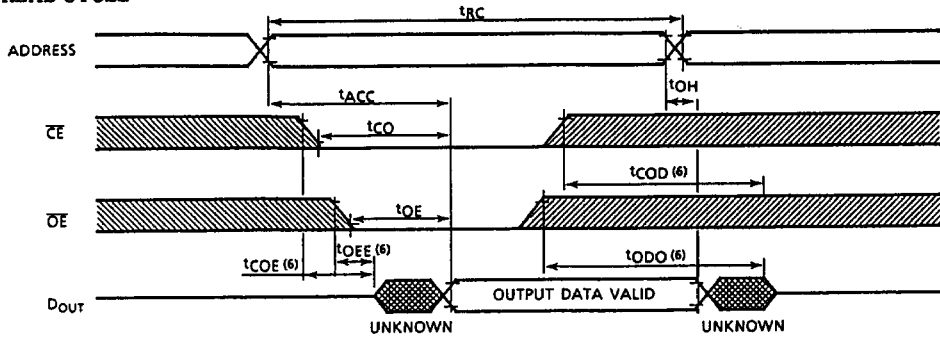 tRC
ADDRESS
tOH
tACC
CE
tCO
tCOD (6)
OE
tOE
tOEE (6)
tCOE (6)
tODO (6)
DOUT
OUTPUT DATA VALID
UNKNOWN
UNKNOWN